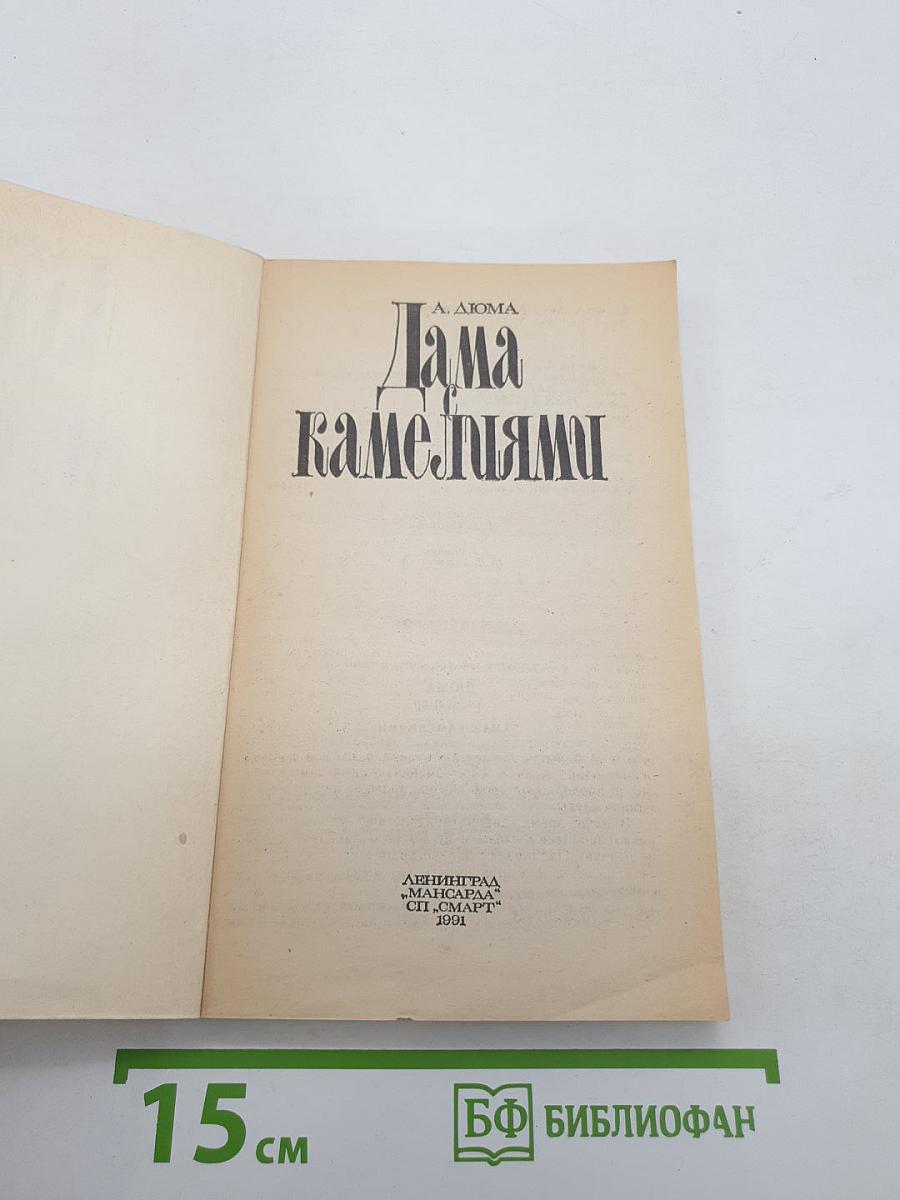 А. ДЮМА
Дама
с
камелиями
ЛЕНИНГРАД
„МАНСАРДА“
СП „СМАРТ“
1991
15 см
БФ БИБЛИОФАН